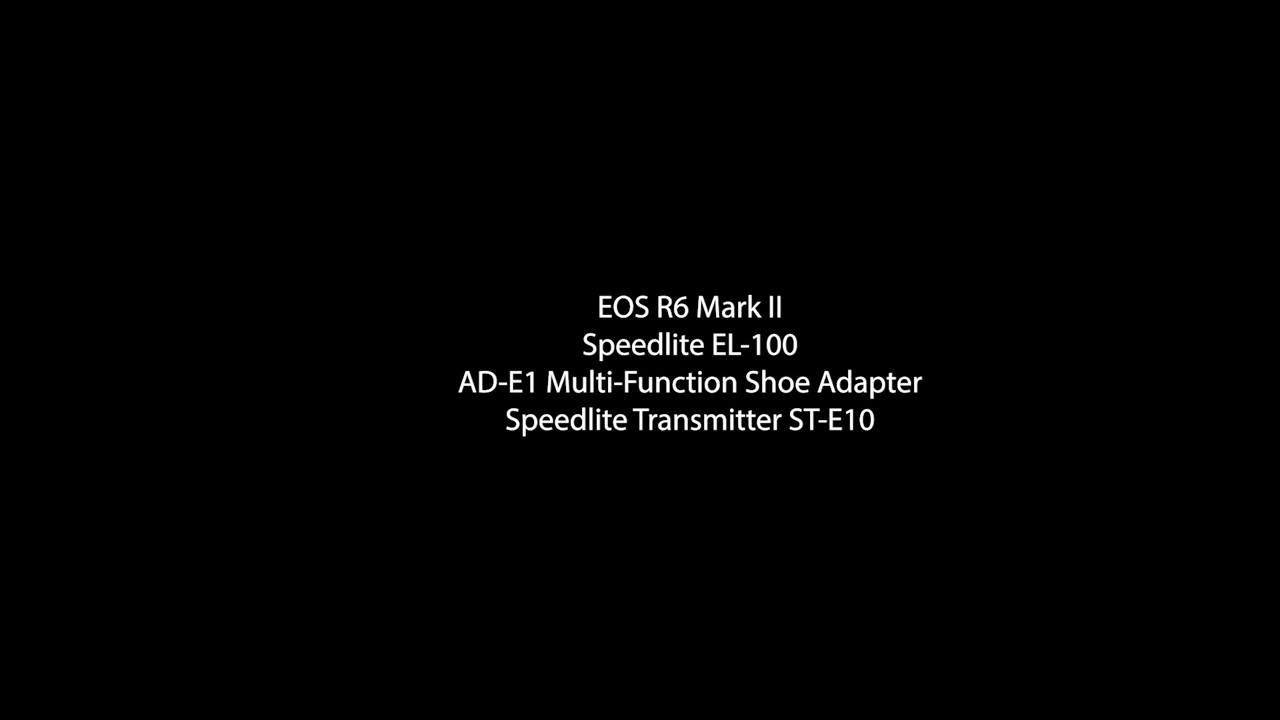 EOS R6 Mark II
Speedlite EL-100
AD-E1 Multi-Function Shoe Adapter
Speedlite Transmitter ST-E10